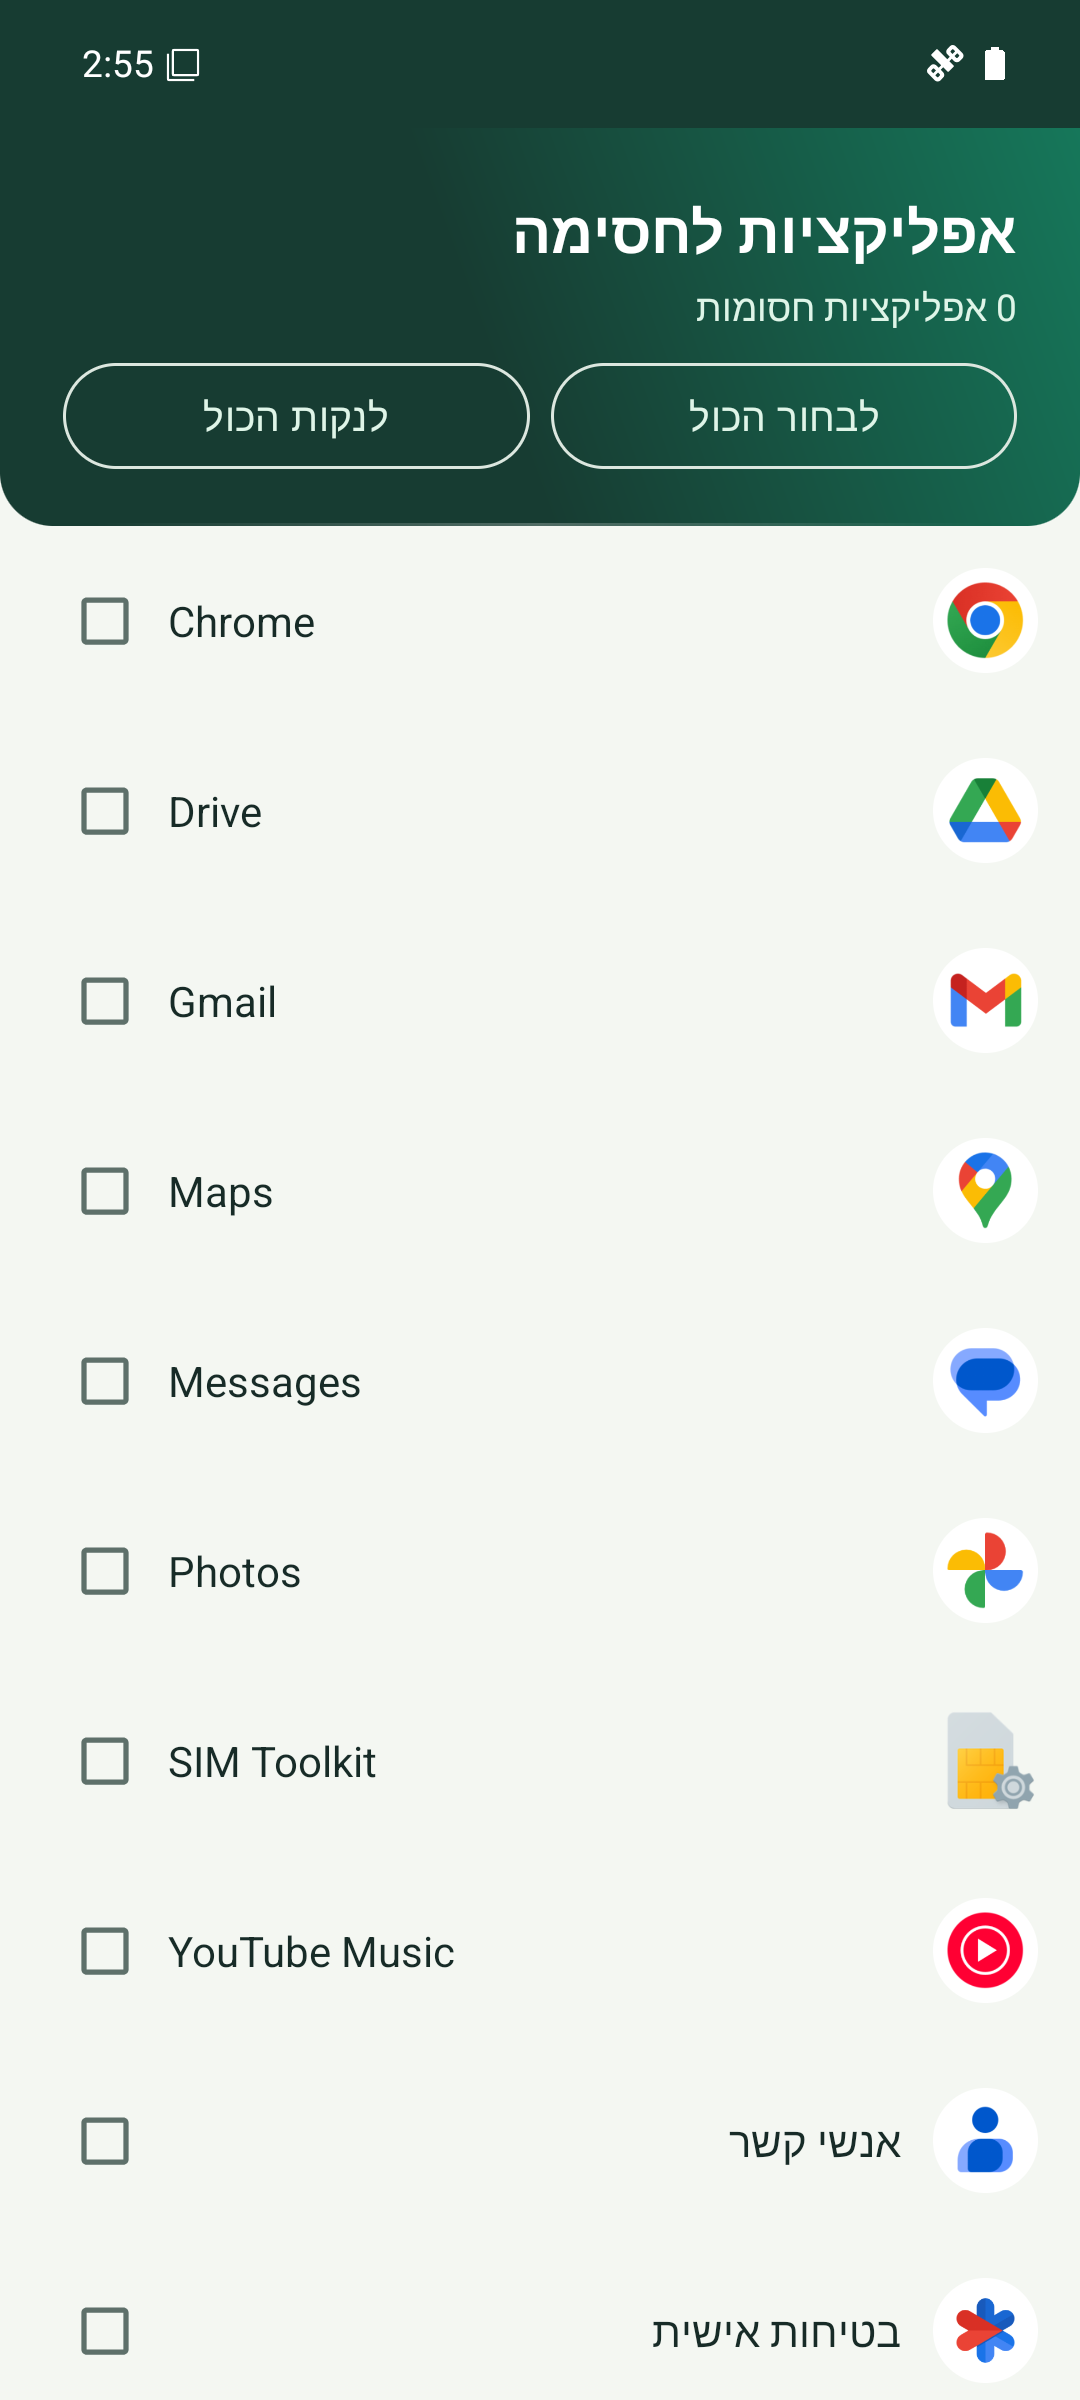 2:55
אפליקציות לחסימה
0 אפליקציות חסומות
לבחור הכול
לנקות הכול
Chrome
Drive
Gmail
Maps
Messages
Photos
SIM Toolkit
YouTube Music
אנשי קשר
בטיחות אישית